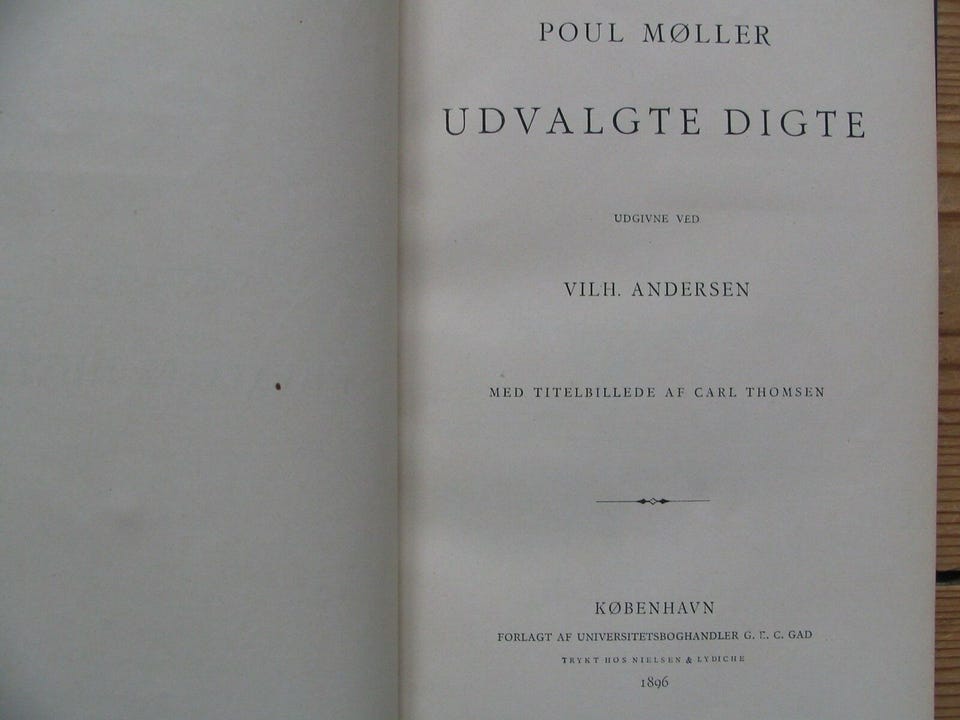 POUL MØLLER
UDVALGTE DIGTE
UDGIVNE VED
VILH. ANDERSEN
MED TITELBILLEDE AF CARL THOMSEN
KØBENHAVN
FORLAGT AF UNIVERSITETSBOGHANDLER G. E. C. GAD
TRYKT HOS NIELSEN & LYDICHE
1896